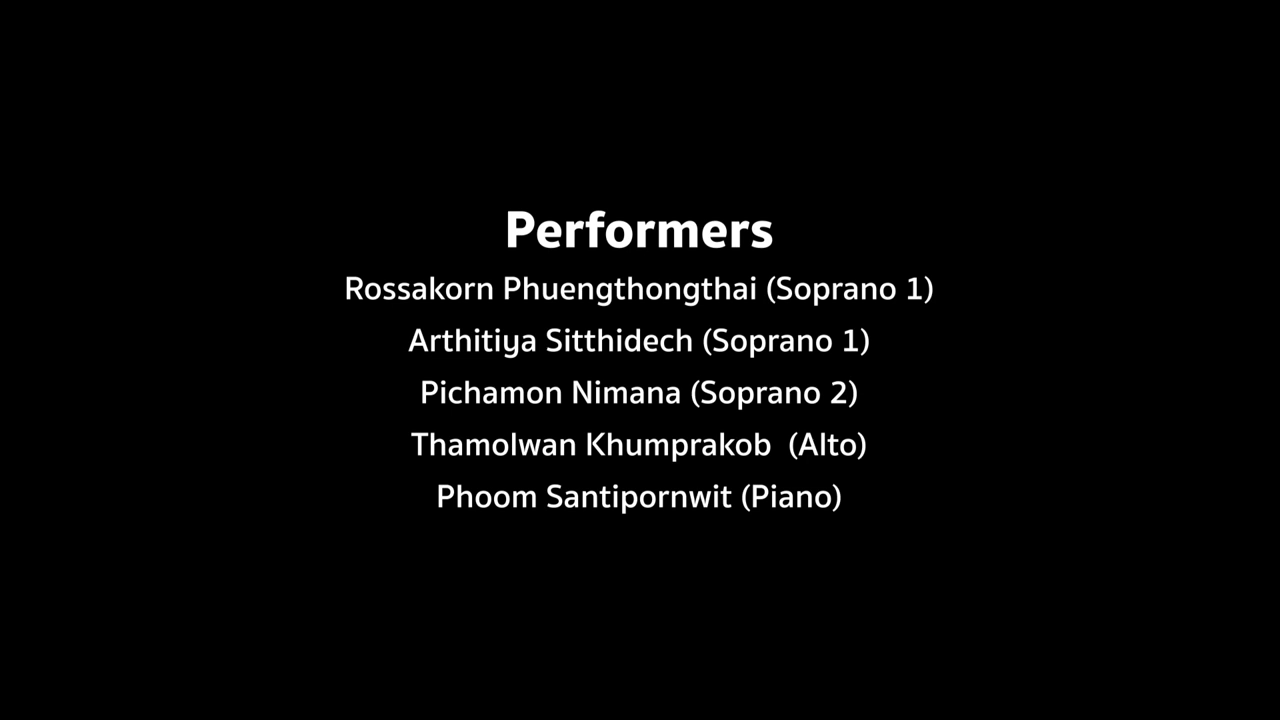 Performers
Rossakorn Phuengthongthai (Soprano 1)
Arthitiya Sitthidech (Soprano 1)
Pichamon Nimana (Soprano 2)
Thamolwan Khumprakob  (Alto)
Phoom Santipornwit (Piano)